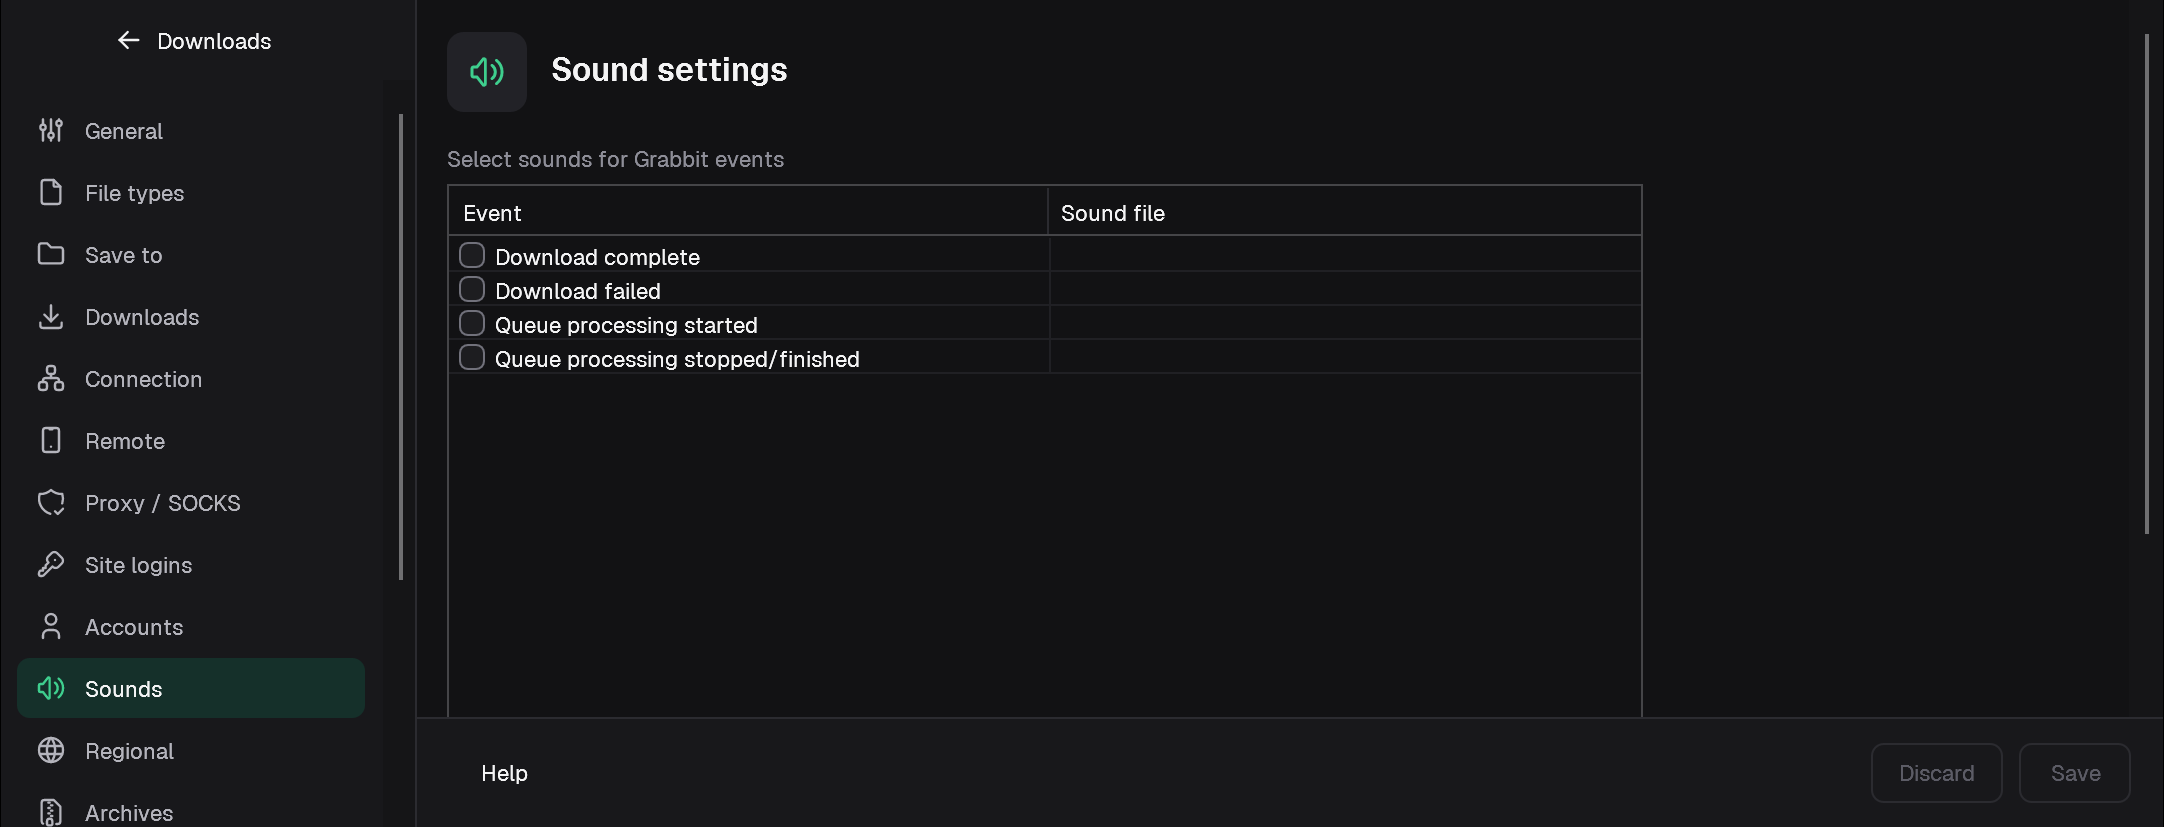 Downloads
General
File types
Save to
Downloads
Connection
Remote
Proxy / SOCKS
Site logins
Accounts
Sounds
Regional
Archives
Sound settings
Select sounds for Grabbit events
Event Sound file
Download complete
Download failed
Queue processing started
Queue processing stopped/finished
Help Discard Save